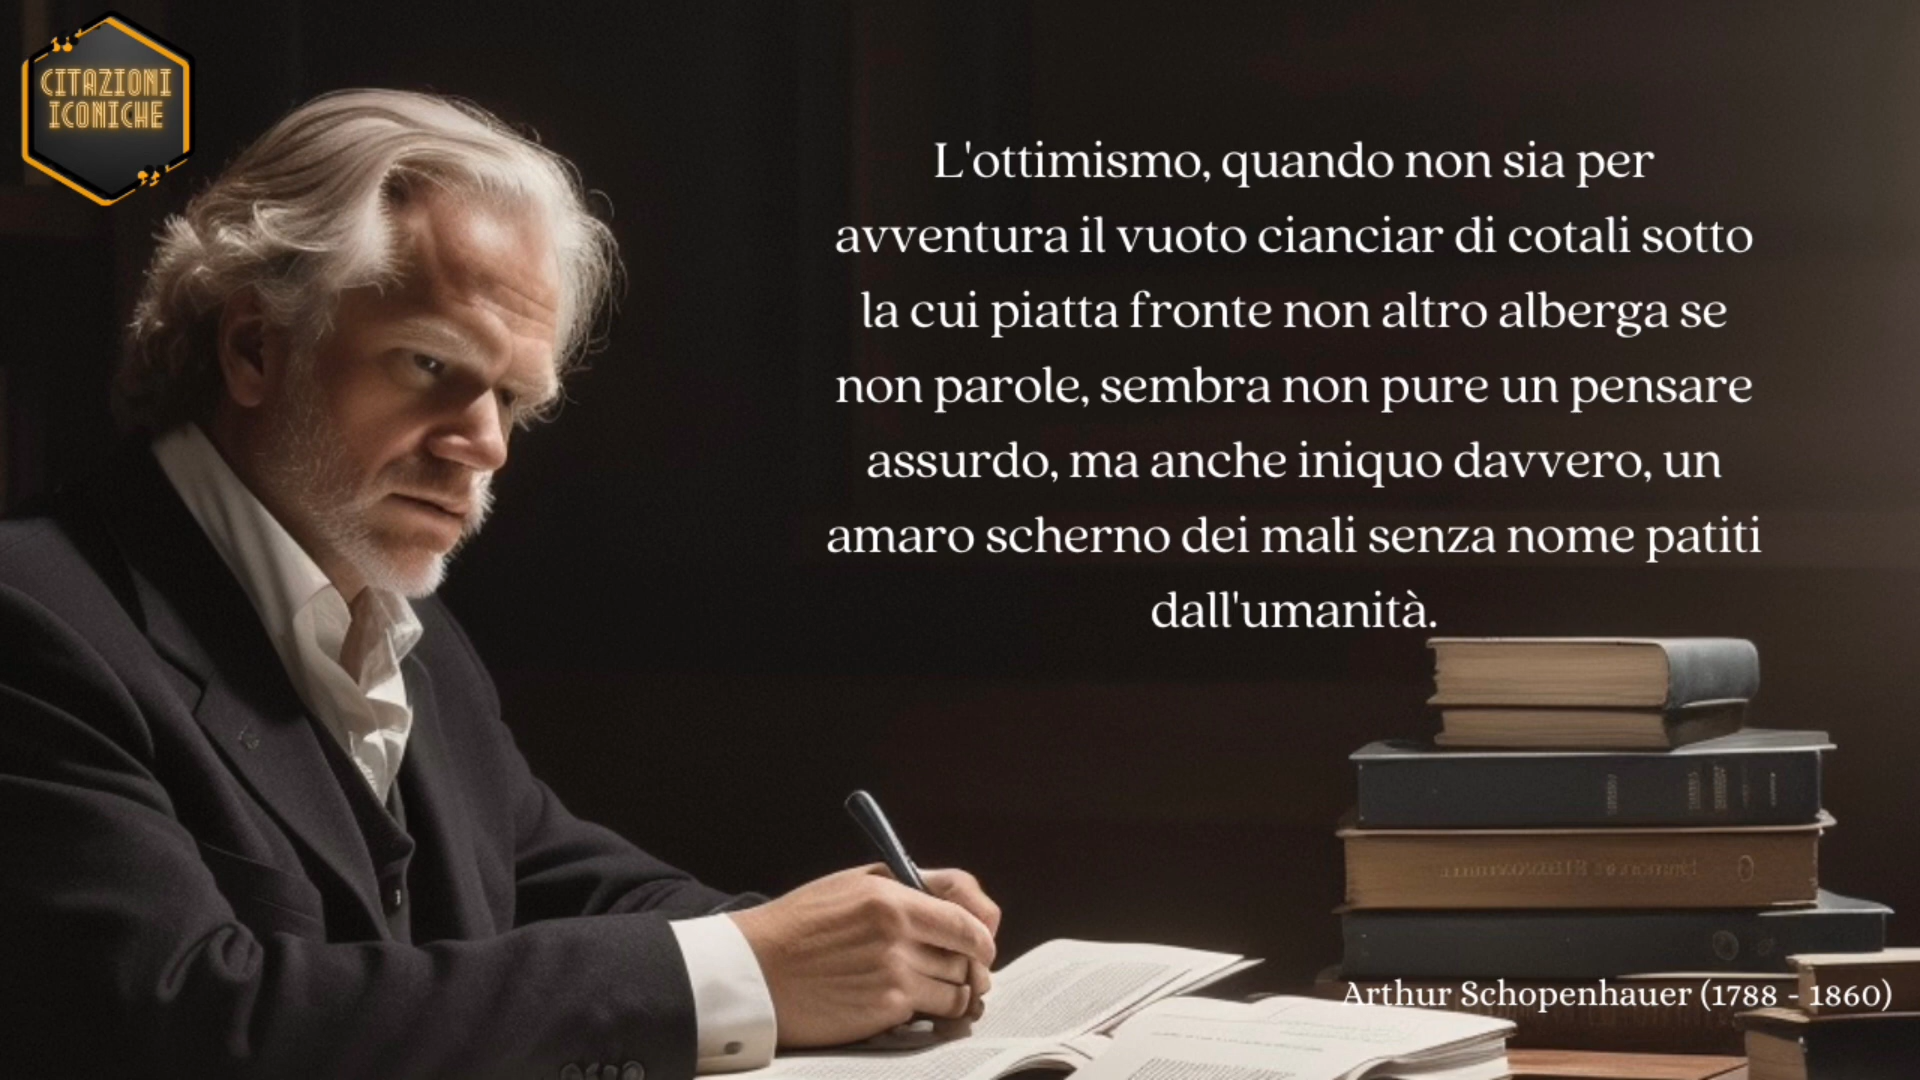 CITAZIONI
ICONICHE
L'ottimismo, quando non sia per
avventura il vuoto cianciar di cotali sotto
la cui piatta fronte non altro alberga se
non parole, sembra non pure un pensare
assurdo, ma anche iniquo davvero, un
amaro scherno dei mali senza nome patiti
dall'umanità.
Arthur Schopenhauer (1788 - 1860)